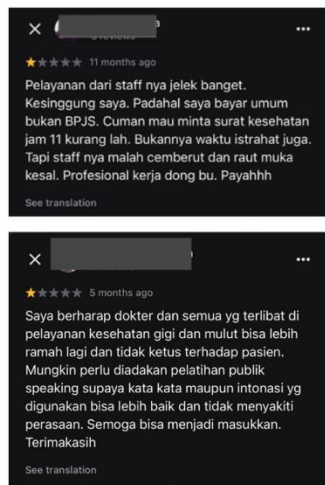 11 months ago
Pelayanan dari staff nya jelek banget.
Kesinggung saya. Padahal saya bayar umum
bukan BPJS. Cuman mau minta surat kesehatan
jam 11 kurang lah. Bukannya waktu istrahat juga.
Tapi staff nya malah cemberut dan raut muka
kesal. Profesional kerja dong bu. Payahhh
See translation
5 months ago
Saya berharap dokter dan semua yg terlibat di
pelayanan kesehatan gigi dan mulut bisa lebih
ramah lagi dan tidak ketus terhadap pasien.
Mungkin perlu diadakan pelatihan publik
speaking supaya kata kata maupun intonasi yg
digunakan bisa lebih baik dan tidak menyakiti
perasaan. Semoga bisa menjadi masukkan.
Terimakasih
See translation